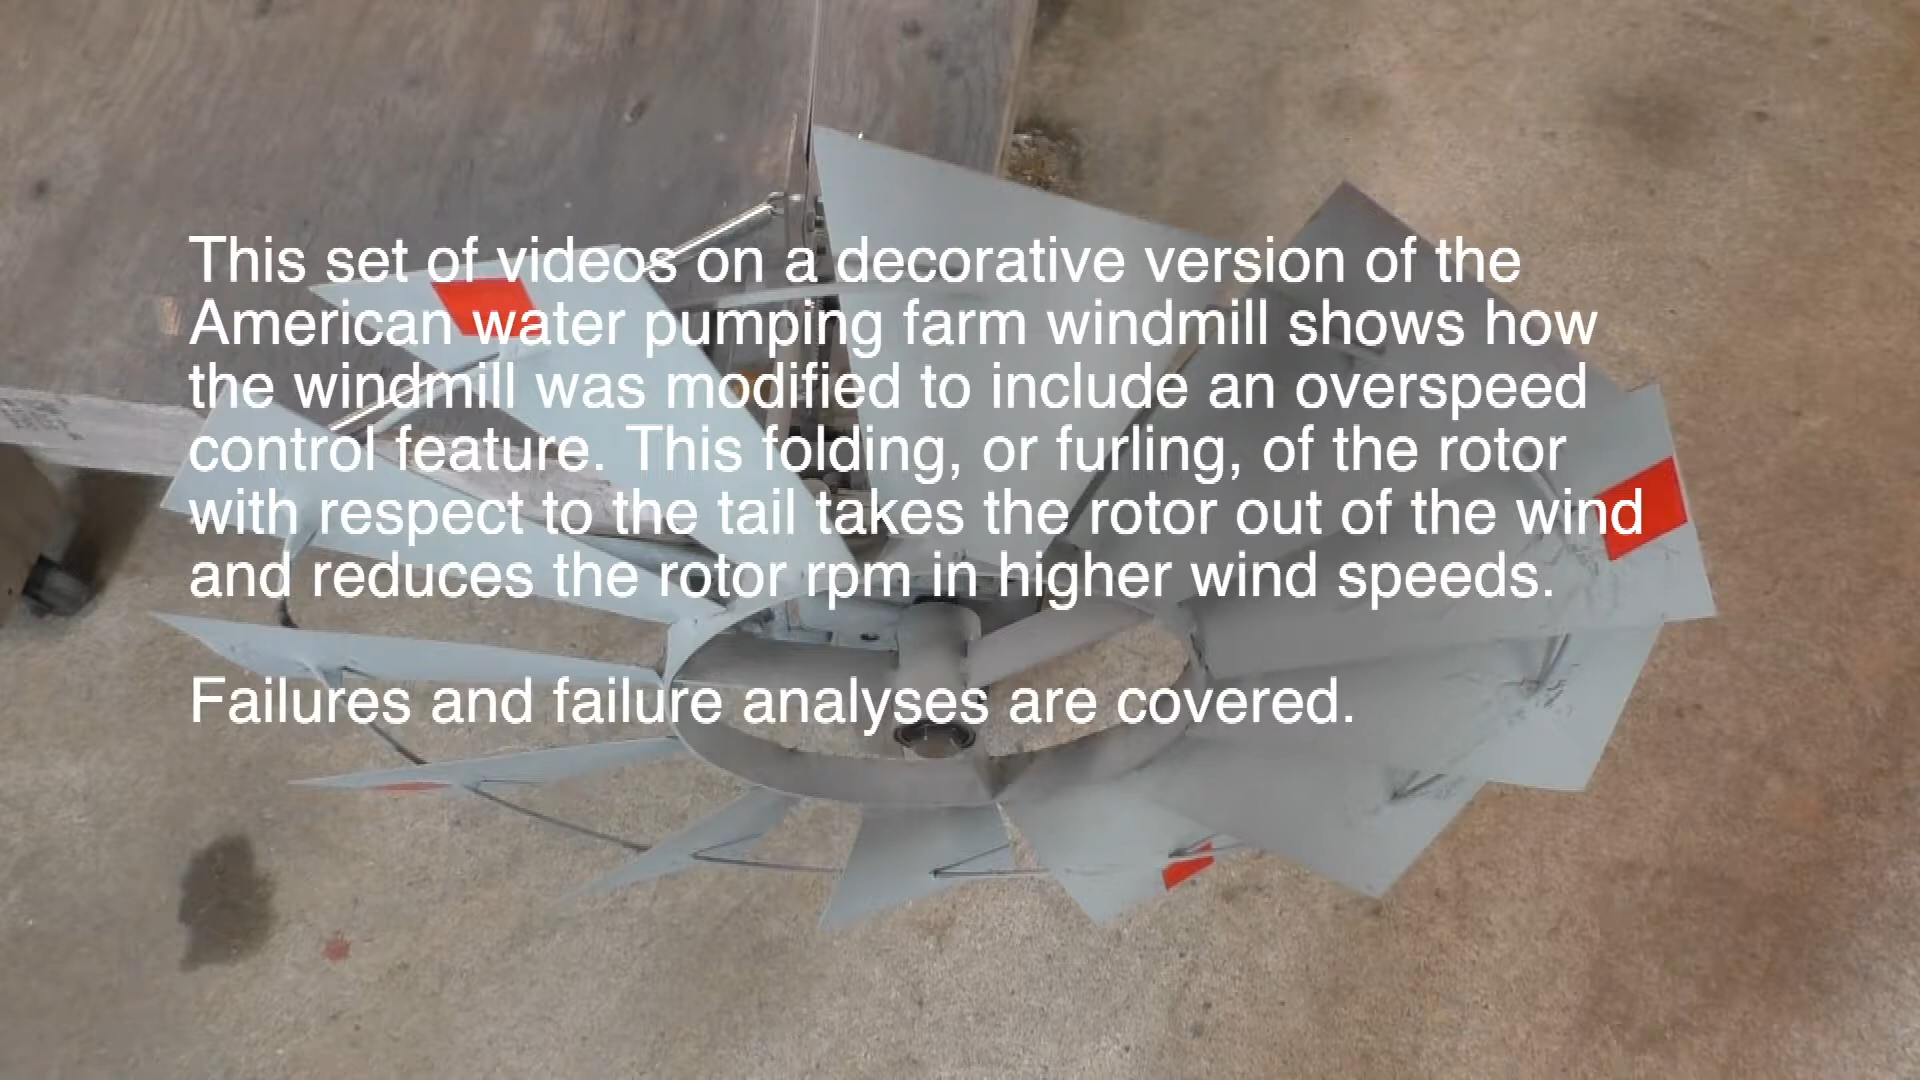 This set of videos on a decorative version of the
American water pumping farm windmill shows how
the windmill was modified to include an overspeed
control feature. This folding, or furling, of the rotor
with respect to the tail takes the rotor out of the wind
and reduces the rotor rpm in higher wind speeds.
Failures and failure analyses are covered.